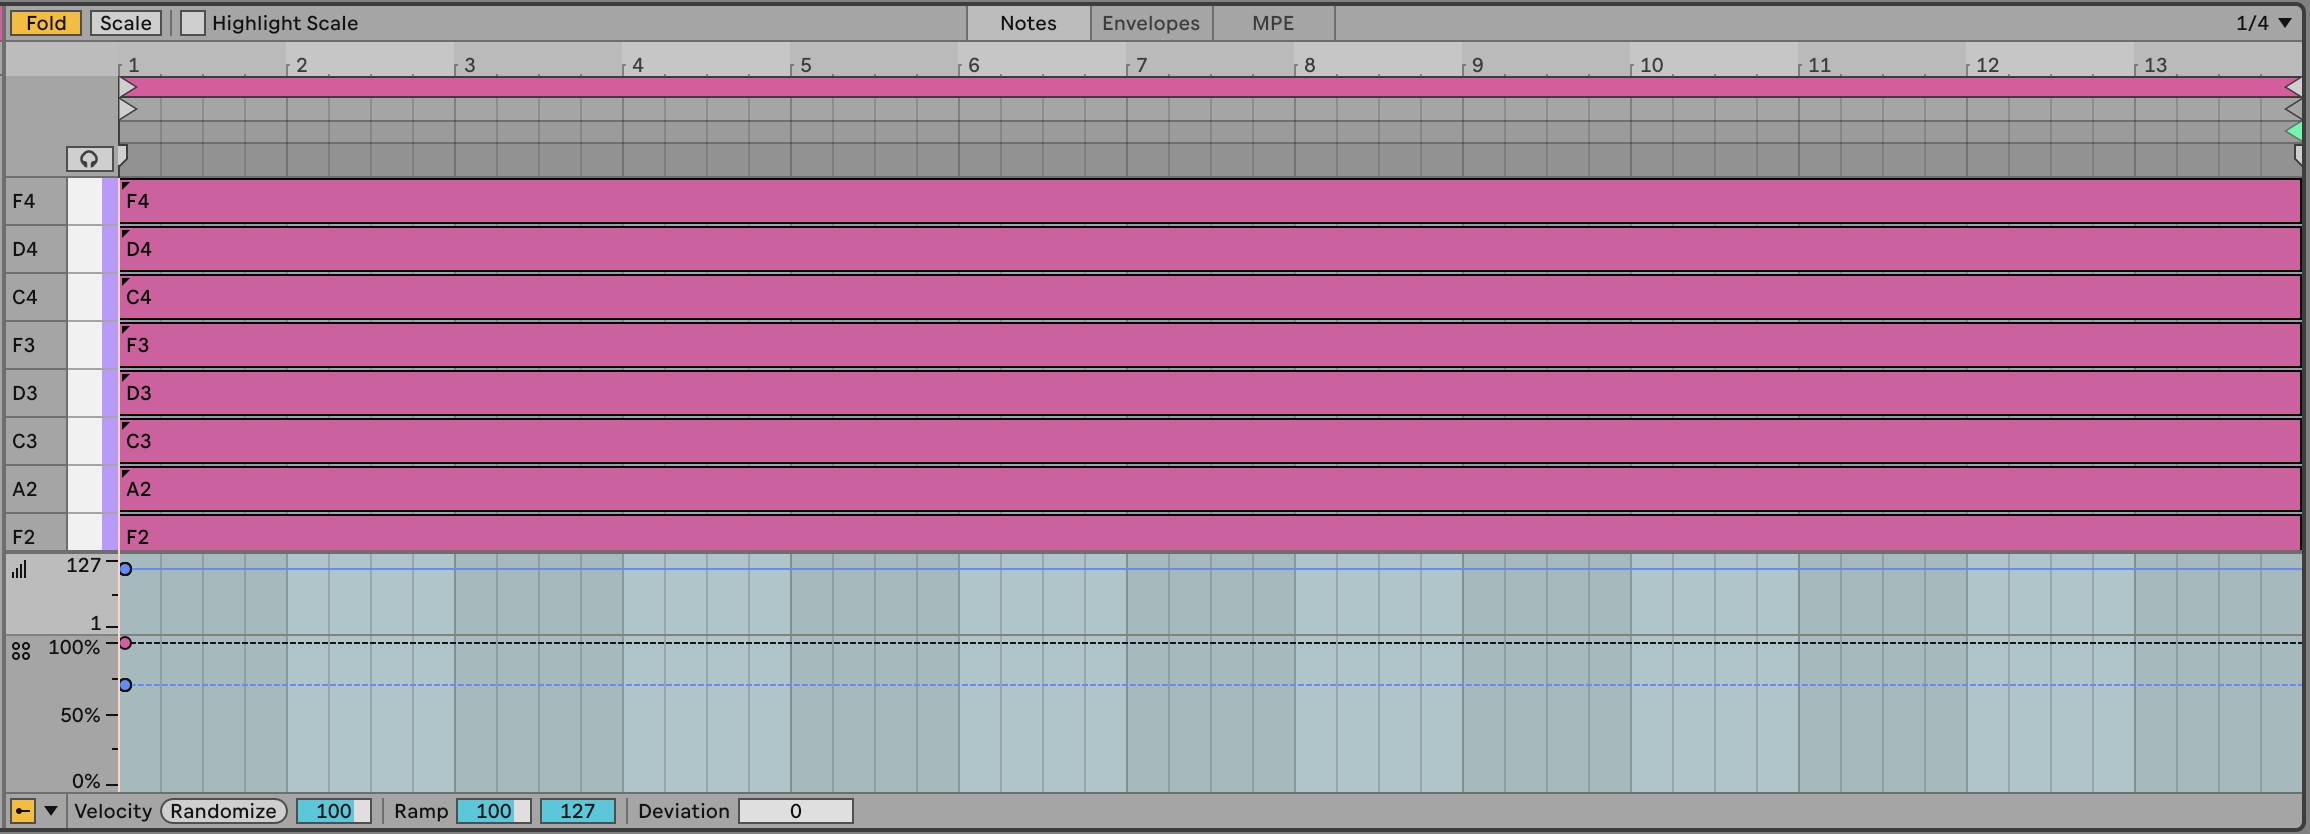 Fold Scale Highlight Scale Notes Envelopes MPE 1/4
1 2 3 4 5 6 7 8 9 10 11 12 13
F4 F4
D4 D4
C4 C4
F3 F3
D3 D3
C3 C3
A2 A2
F2 F2
127
1
100%
50%
0%
Velocity Randomize 100 Ramp 100 127 Deviation 0